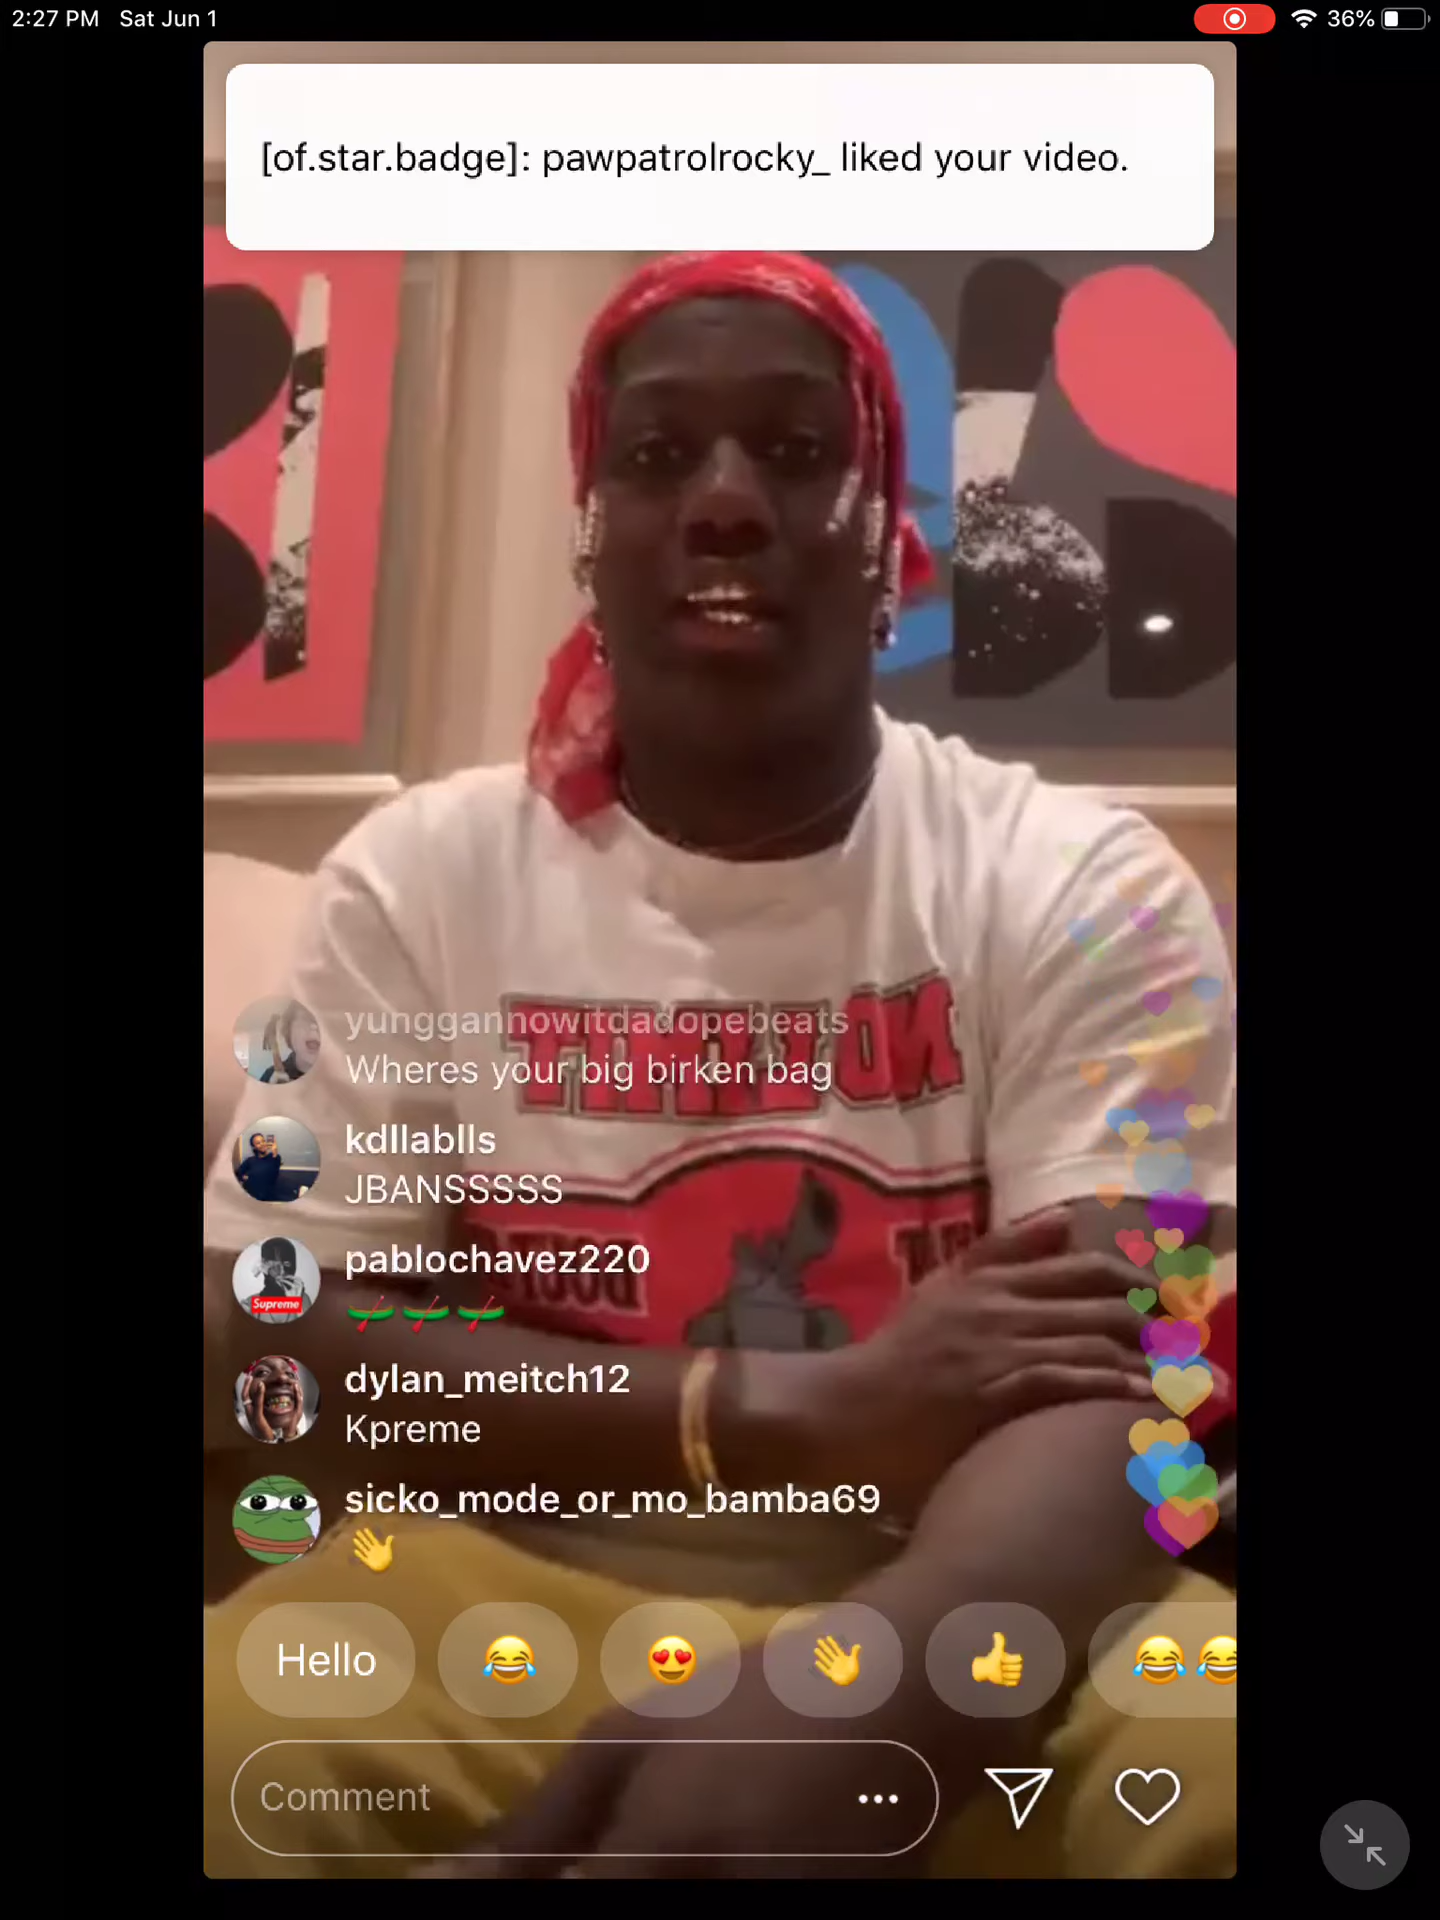 2:27 PM Sat Jun 1
36%
[of.star.badge]: pawpatrolrocky_ liked your video.
yunggannowitdadopebeats
Wheres your big birken bag
kdllablls
JBANSSSSS
pablochavez220
Supreme
dylan_meitch12
Kpreme
sicko_mode_or_mo_bamba69
Hello
Comment